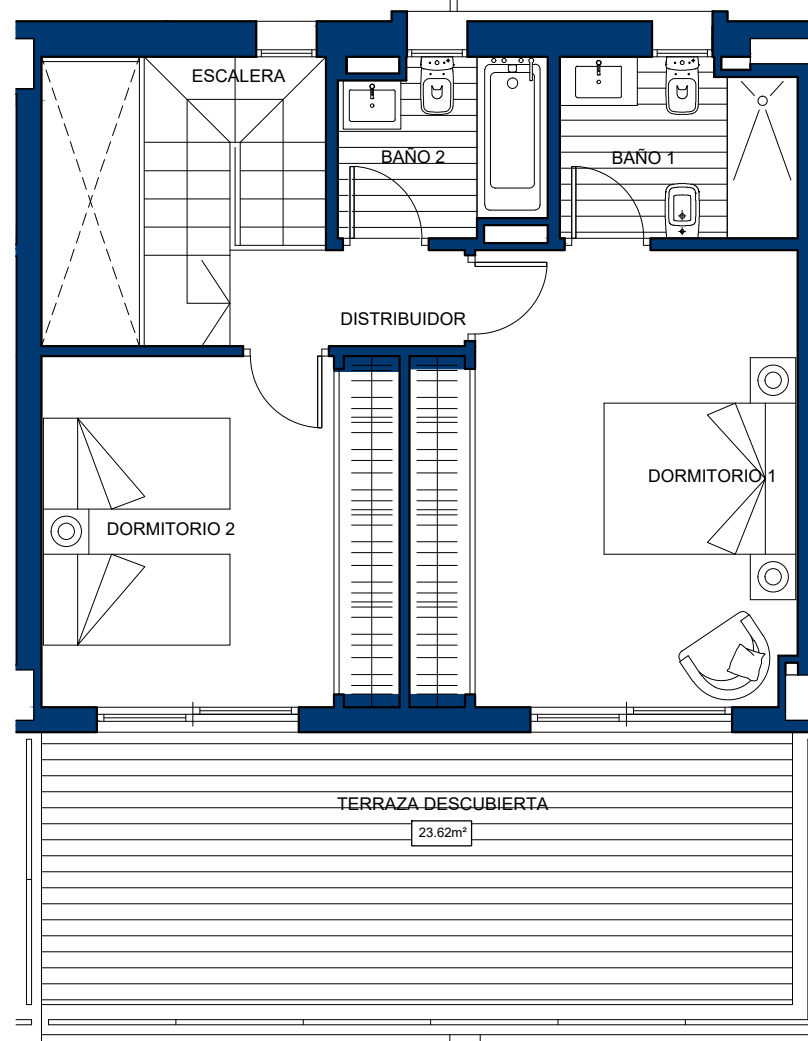 ESCALERA
BAÑO 2
BAÑO 1
DISTRIBUIDOR
DORMITORIO 1
DORMITORIO 2
TERRAZA DESCUBIERTA
23.62m²